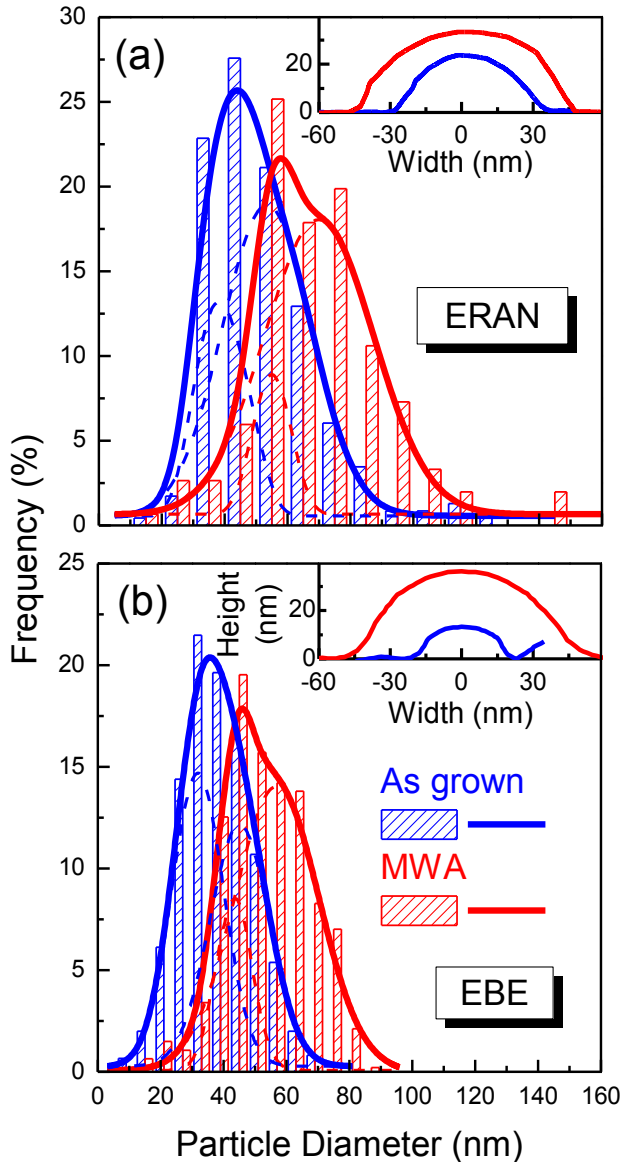 (a)
30
25
20
15
10
5
0
20
0
-60 -30 0 30
Width (nm)
ERAN
Frequency (%)
(b)
25
20
15
10
5
0
Height
(nm)
20
0
-60 -30 0 30
Width (nm)
As grown
MWA
EBE
0 20 40 60 80 100 120 140 160
Particle Diameter (nm)